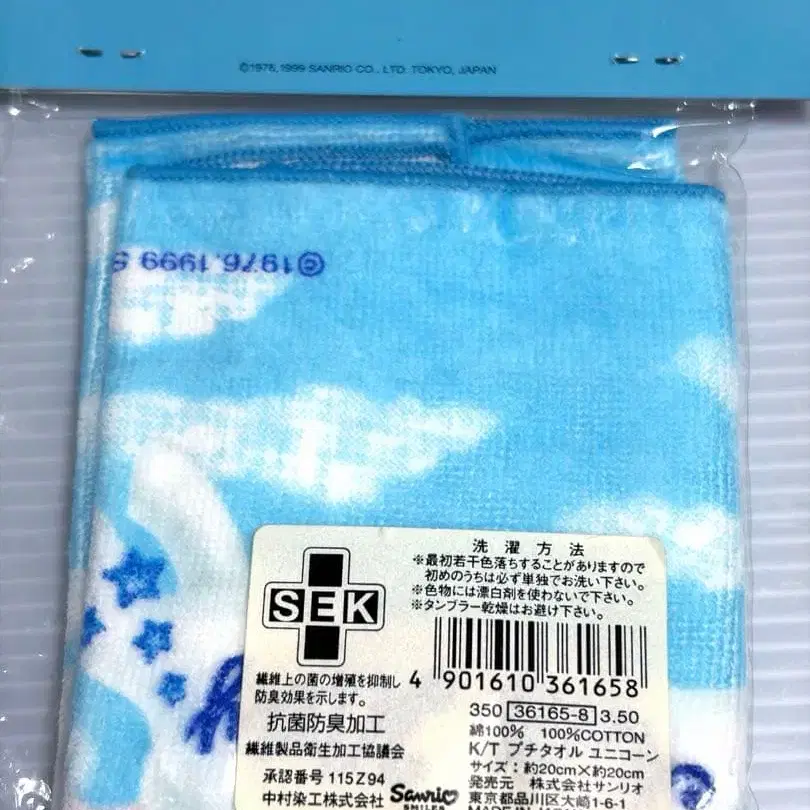 ©1976, 1999 SANRIO CO., LTD. TOKYO, JAPAN
©1976, 1999 S
洗濯方法
※最初若干色落ちすることがありますので
初めのうちは必ず単独でお洗い下さい。
※色物には漂白剤を使わないで下さい。
※タンブラー乾燥はお避け下さい。
SEK
繊維上の菌の増殖を抑制し
防臭効果を示します。
抗菌防臭加工
繊維製品衛生加工協議会
承認番号 115Z94
中村染工株式会社
4 901610 361658
350 36165-8 3.50
綿100% 100%COTTON
K/T プチタオル ユニコーン
サイズ：約20cm×約20cm
発売元 株式会社サンリオ
東京都品川区大崎1-6-1
Sanrio
SMILES
MADE IN